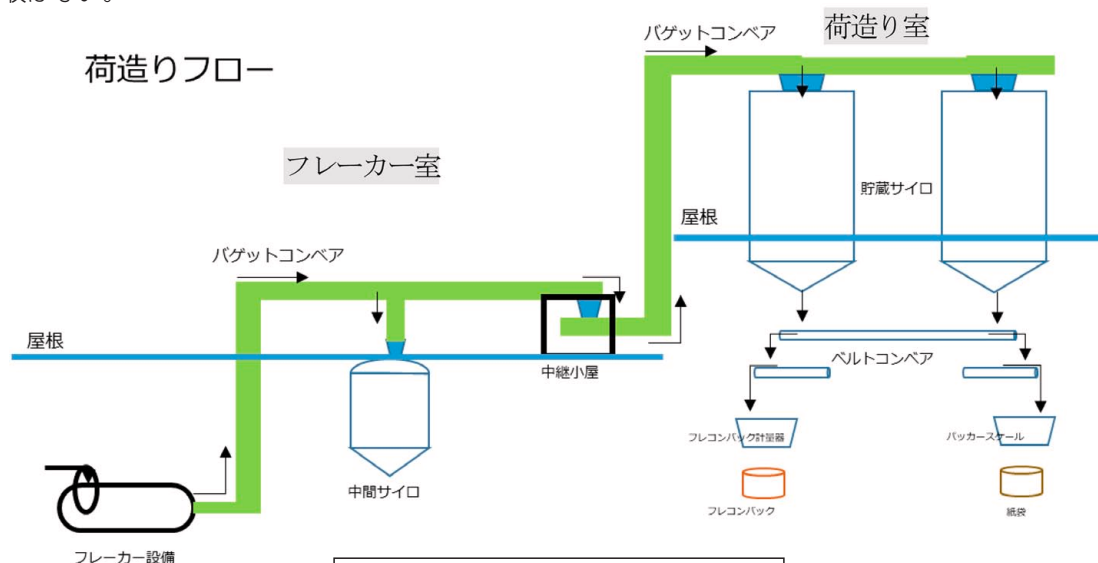 荷造りフロー
バゲットコンベア
荷造り室
フレーカー室
貯蔵サイロ
屋根
バゲットコンベア
屋根
中継小屋
ベルトコンベア
フレコンバック計量器
パッカースケール
中間サイロ
フレコンバック
紙袋
フレーカー設備